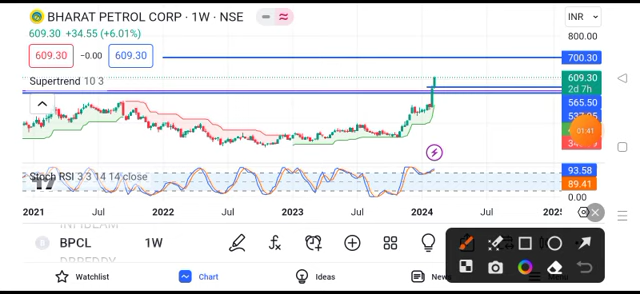 BHARAT PETROL CORP · 1W · NSE
INR
609.30 +34.55 (+6.01%)
800.00
609.30 −0.00 609.30
700.30
Supertrend 10 3
609.30
2d 7h
565.50
01:41
Stoch RSI 3 3 14 14 close
93.58
89.41
0.00
2021 Jul 2022 Jul 2023 Jul 2024 Jul 2025
BPCL 1W
Watchlist Chart Ideas News